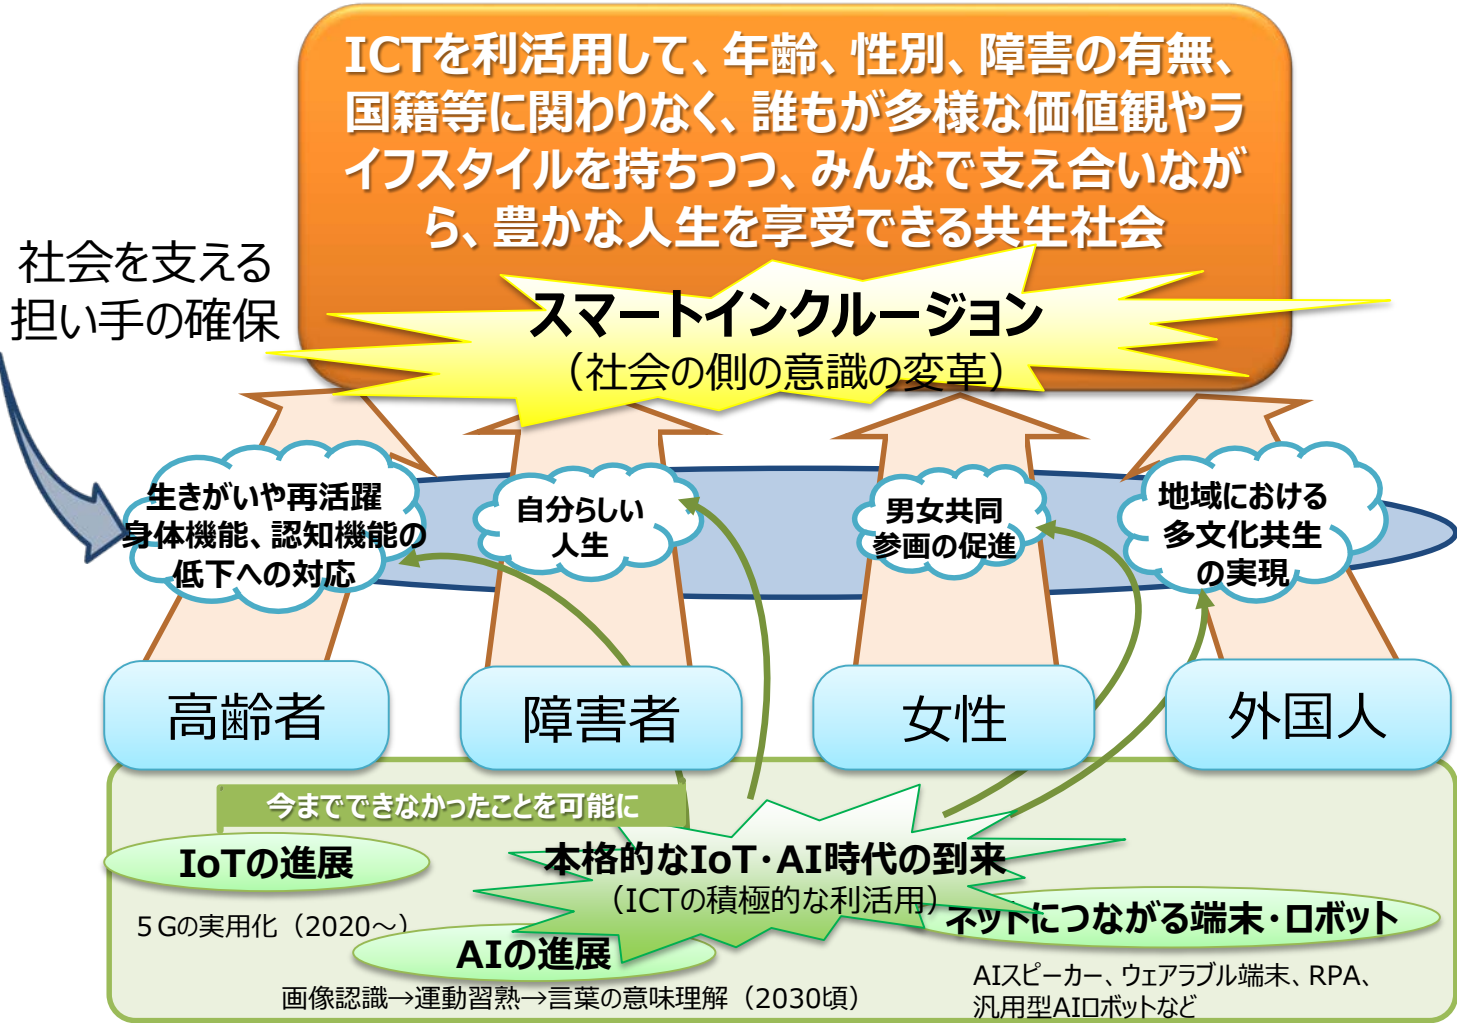 ICTを利活用して、年齢、性別、障害の有無、
国籍等に関わりなく、誰もが多様な価値観やラ
イフスタイルを持ちつつ、みんなで支え合いなが
ら、豊かな人生を享受できる共生社会
社会を支える
担い手の確保
スマートインクルージョン
（社会の側の意識の変革）
生きがいや再活躍
身体機能、認知機能の
低下への対応
自分らしい
人生
男女共同
参画の促進
地域における
多文化共生
の実現
高齢者
障害者
女性
外国人
今までできなかったことを可能に
IoTの進展
５Gの実用化（2020～）
本格的なIoT・AI時代の到来
（ICTの積極的な利活用）
AIの進展
画像認識→運動習熟→言葉の意味理解（2030頃）
ネットにつながる端末・ロボット
AIスピーカー、ウェアラブル端末、RPA、
汎用型AIロボットなど